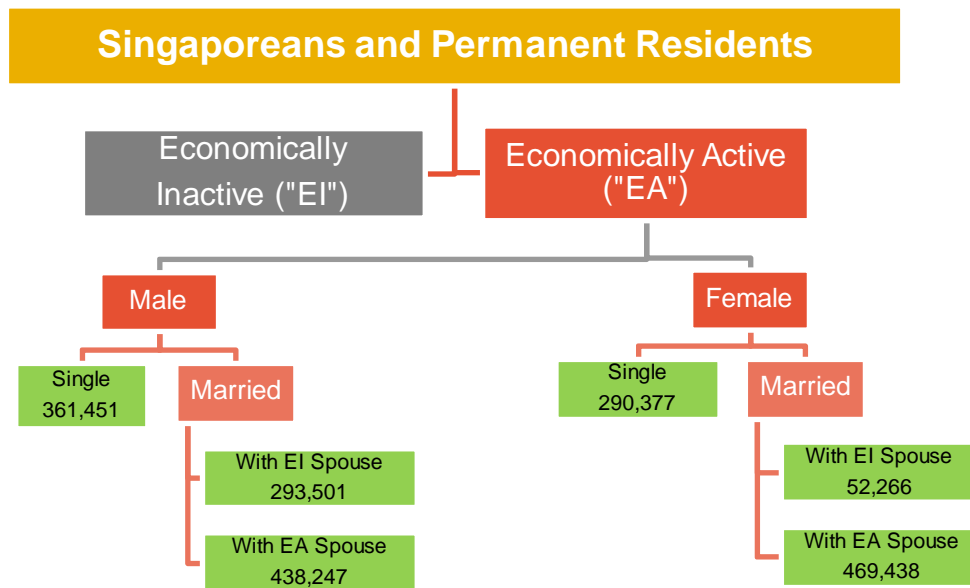 Singaporeans and Permanent Residents
Economically
Inactive ("EI")
Economically Active
("EA")
Male
Female
Single
361,451
Married
Single
290,377
Married
With EI Spouse
293,501
With EA Spouse
438,247
With EI Spouse
52,266
With EA Spouse
469,438